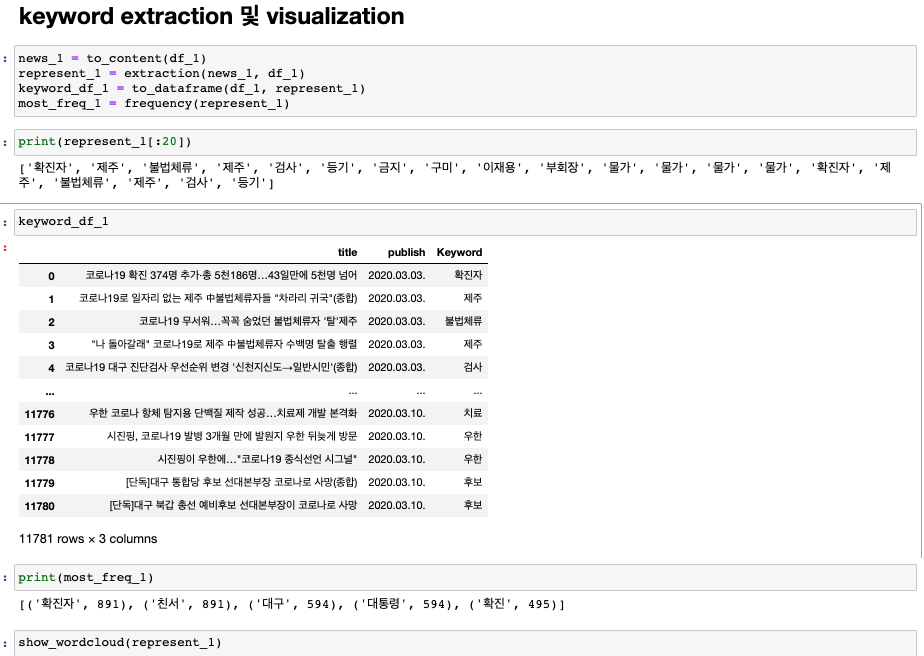 keyword extraction 및 visualization
: news_1 = to_content(df_1)
represent_1 = extraction(news_1, df_1)
keyword_df_1 = to_dataframe(df_1, represent_1)
most_freq_1 = frequency(represent_1)
: print(represent_1[:20])
['확진자', '제주', '불법체류', '제주', '검사', '등기', '금지', '구미', '이재용', '부회장', '물가', '물가', '물가', '물가', '확진자', '제
주', '불법체류', '제주', '검사', '등기']
: keyword_df_1
:
title publish Keyword
0 코로나19 확진 374명 추가·총 5천186명…43일만에 5천명 넘어 2020.03.03. 확진자
1 코로나19로 일자리 없는 제주 中불법체류자들 "차라리 귀국"(종합) 2020.03.03. 제주
2 코로나19 무서워…꼭꼭 숨었던 불법체류자 '탈'제주 2020.03.03. 불법체류
3 "나 돌아갈래" 코로나19로 제주 中불법체류자 수백명 탈출 행렬 2020.03.03. 제주
4 코로나19 대구 진단검사 우선순위 변경 '신천지신도→일반시민'(종합) 2020.03.03. 검사
... ... ... ...
11776 우한 코로나 항체 탐지용 단백질 제작 성공…치료제 개발 본격화 2020.03.10. 치료
11777 시진핑, 코로나19 발병 3개월 만에 발원지 우한 뒤늦게 방문 2020.03.10. 우한
11778 시진핑이 우한에…"코로나19 종식선언 시그널" 2020.03.10. 우한
11779 [단독]대구 통합당 후보 선대본부장 코로나로 사망(종합) 2020.03.10. 후보
11780 [단독]대구 북갑 총선 예비후보 선대본부장이 코로나로 사망 2020.03.10. 후보
11781 rows × 3 columns
: print(most_freq_1)
[('확진자', 891), ('친서', 891), ('대구', 594), ('대통령', 594), ('확진', 495)]
: show_wordcloud(represent_1)